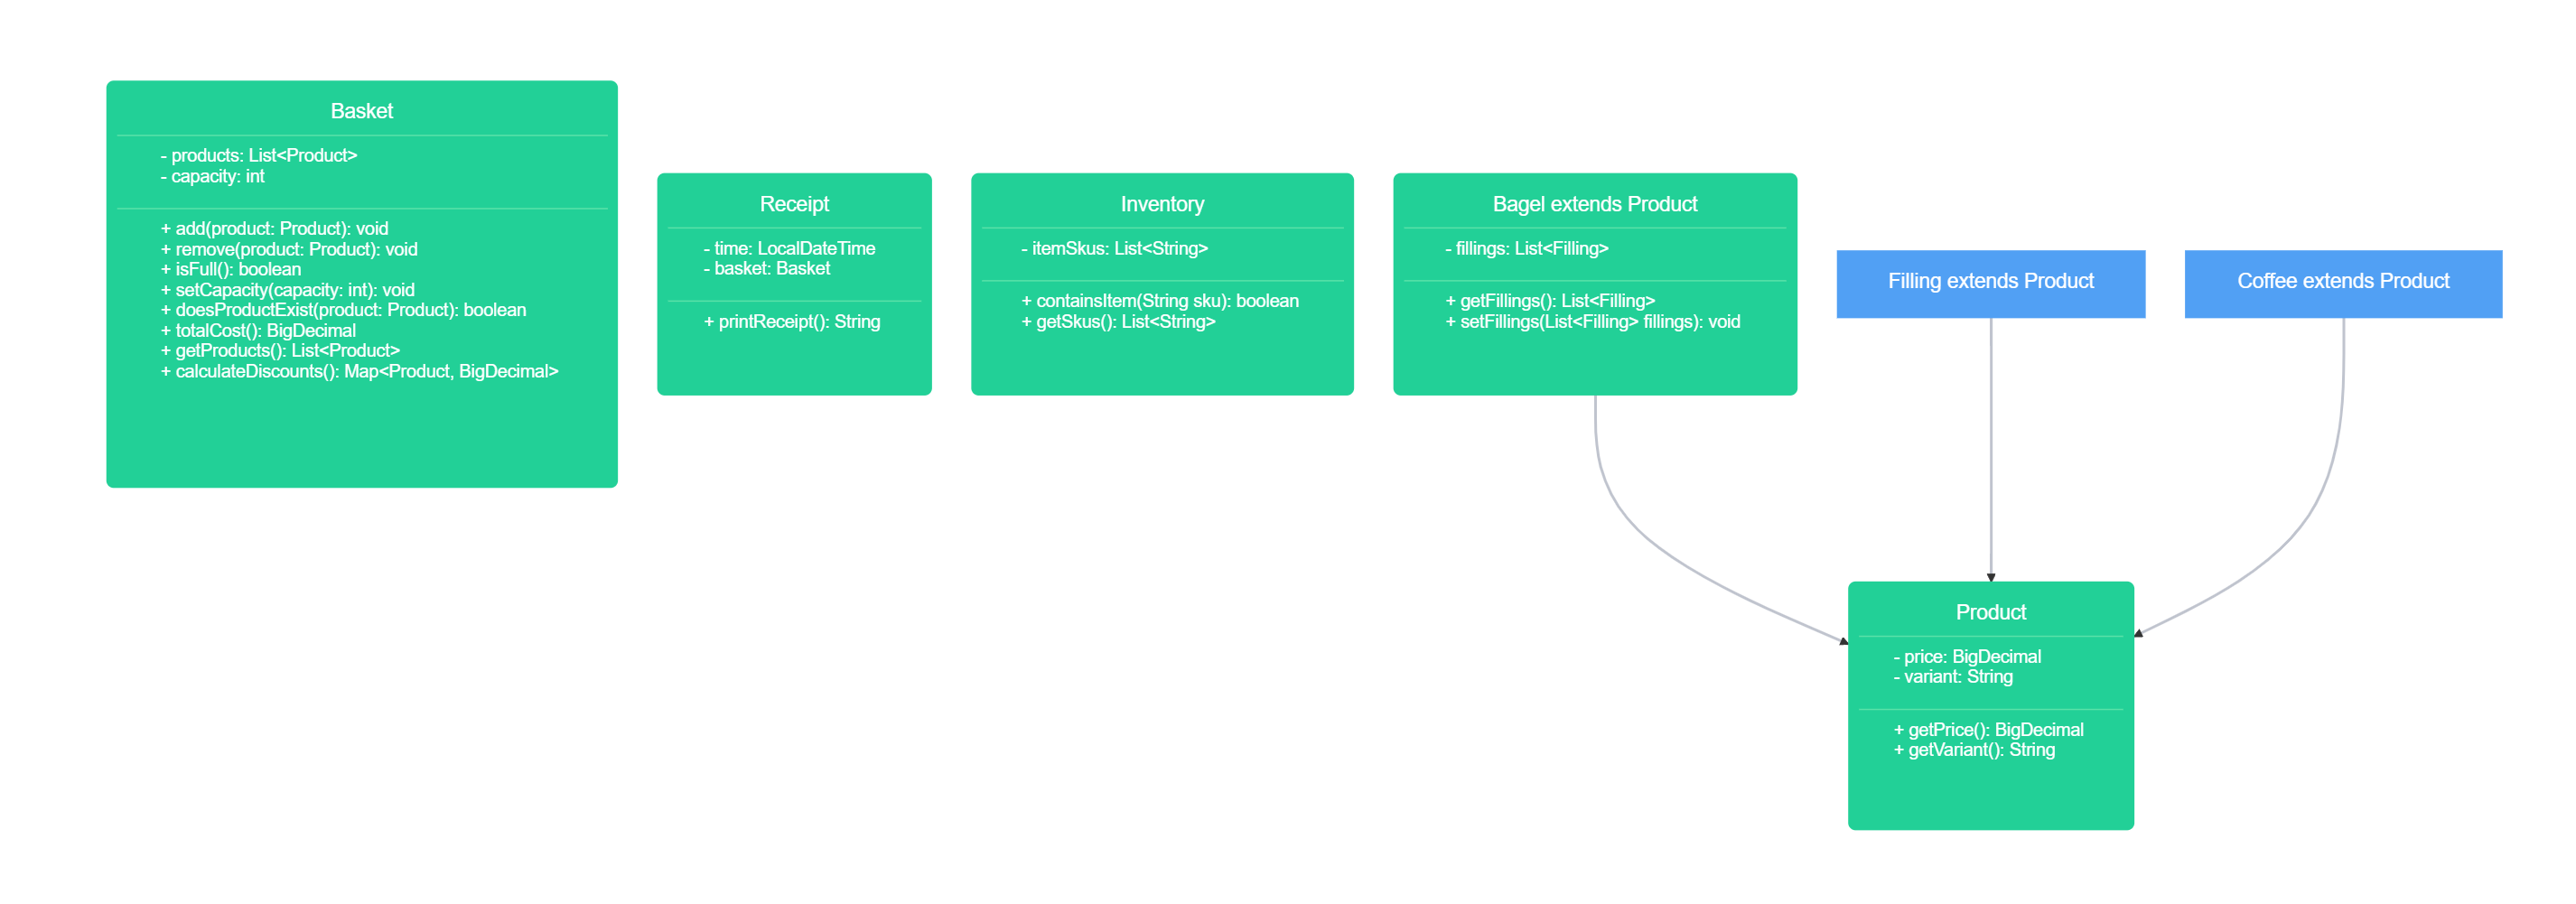 Basket
- products: List<Product>
- capacity: int
+ add(product: Product): void
+ remove(product: Product): void
+ isFull(): boolean
+ setCapacity(capacity: int): void
+ doesProductExist(product: Product): boolean
+ totalCost(): BigDecimal
+ getProducts(): List<Product>
+ calculateDiscounts(): Map<Product, BigDecimal>
Receipt
- time: LocalDateTime
- basket: Basket
+ printReceipt(): String
Inventory
- itemSkus: List<String>
+ containsItem(String sku): boolean
+ getSkus(): List<String>
Bagel extends Product
- fillings: List<Filling>
+ getFillings(): List<Filling>
+ setFillings(List<Filling> fillings): void
Filling extends Product
Coffee extends Product
Product
- price: BigDecimal
- variant: String
+ getPrice(): BigDecimal
+ getVariant(): String